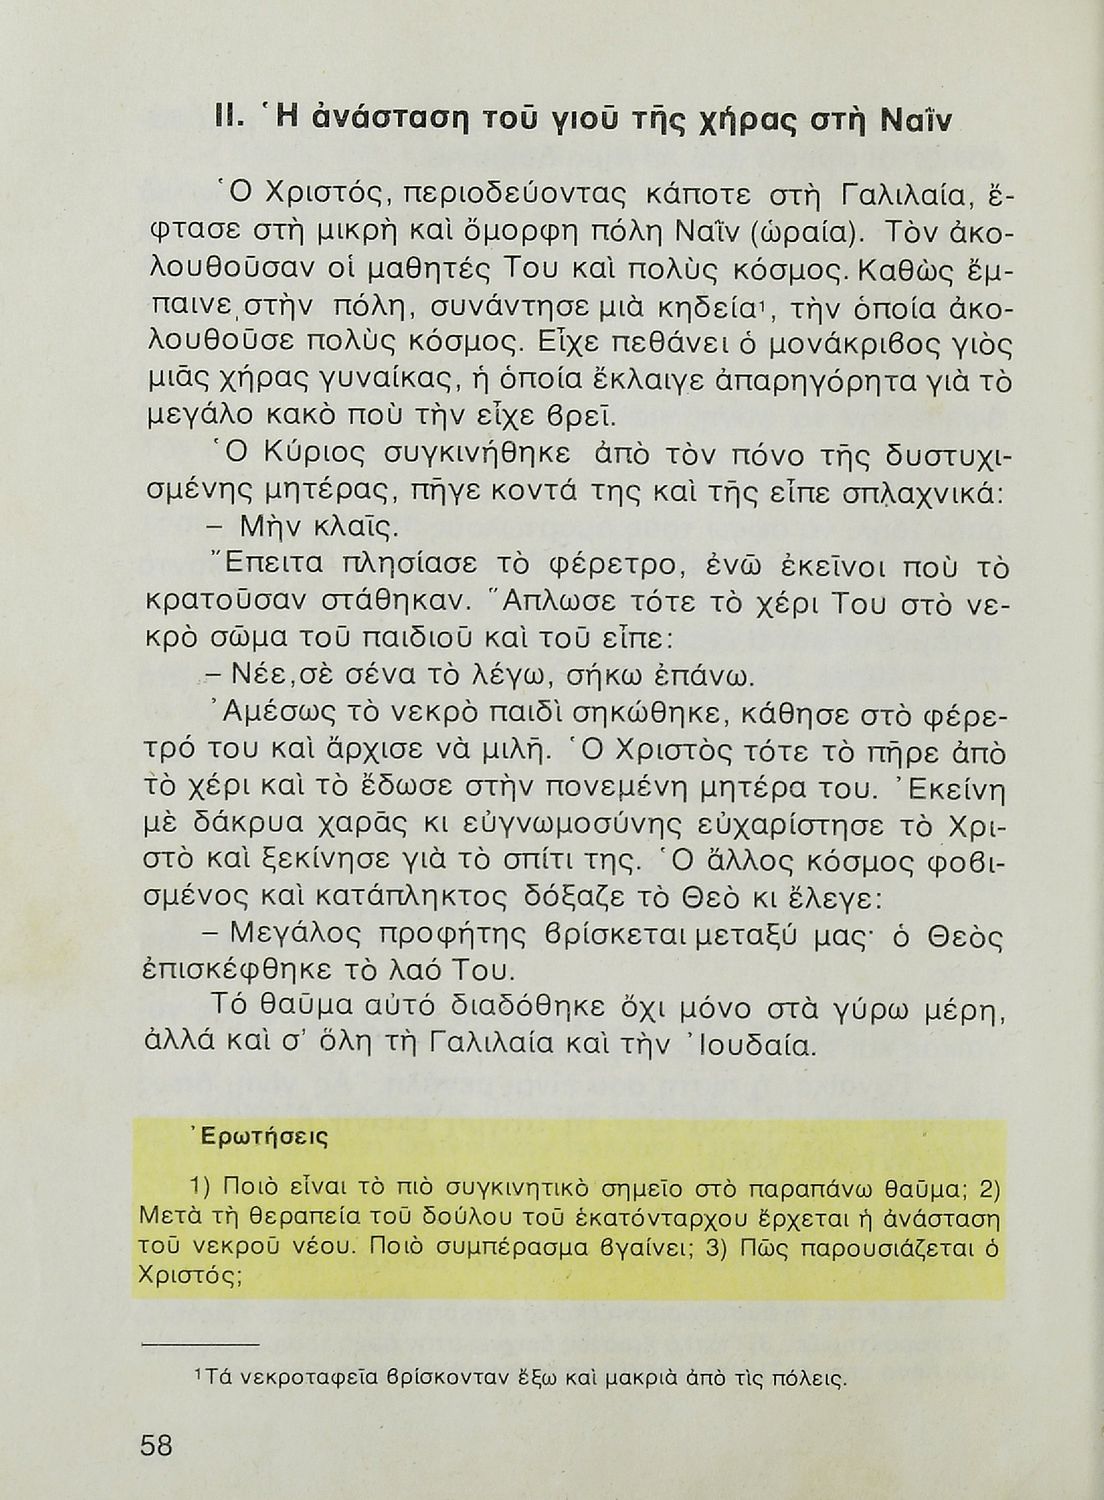 II. Ἡ ἀνάσταση τοῦ γιοῦ τῆς χήρας στὴ Ναΐν
Ὁ Χριστός, περιοδεύοντας κάποτε στὴ Γαλιλαία, ἔ-
φτασε στὴ μικρὴ καὶ ὄμορφη πόλη Ναΐν (ὡραία). Τὸν ἀκο-
λουθοῦσαν οἱ μαθητές Του καὶ πολὺς κόσμος. Καθὼς ἔμ-
παινε στὴν πόλη, συνάντησε μιὰ κηδεία¹, τὴν ὁποία ἀκο-
λουθοῦσε πολὺς κόσμος. Εἶχε πεθάνει ὁ μονάκριβος γιὸς
μιᾶς χήρας γυναίκας, ἡ ὁποία ἔκλαιγε ἀπαρηγόρητα γιὰ τὸ
μεγάλο κακὸ ποὺ τὴν εἶχε βρεῖ.
Ὁ Κύριος συγκινήθηκε ἀπὸ τὸν πόνο τῆς δυστυχι-
σμένης μητέρας, πῆγε κοντά της καὶ τῆς εἶπε σπλαχνικά:
– Μὴν κλαῖς.
Ἔπειτα πλησίασε τὸ φέρετρο, ἐνῶ ἐκεῖνοι ποὺ τὸ
κρατοῦσαν στάθηκαν. Ἅπλωσε τότε τὸ χέρι Του στὸ νε-
κρὸ σῶμα τοῦ παιδιοῦ καὶ τοῦ εἶπε:
– Νέε,σὲ σένα τὸ λέγω, σήκω ἐπάνω.
Ἀμέσως τὸ νεκρὸ παιδὶ σηκώθηκε, κάθησε στὸ φέρε-
τρό του καὶ ἄρχισε νὰ μιλῆ. Ὁ Χριστὸς τότε τὸ πῆρε ἀπὸ
τὸ χέρι καὶ τὸ ἔδωσε στὴν πονεμένη μητέρα του. Ἐκείνη
μὲ δάκρυα χαρᾶς κι εὐγνωμοσύνης εὐχαρίστησε τὸ Χρι-
στὸ καὶ ξεκίνησε γιὰ τὸ σπίτι της. Ὁ ἄλλος κόσμος φοβι-
σμένος καὶ κατάπληκτος δόξαζε τὸ Θεὸ κι ἔλεγε:
– Μεγάλος προφήτης βρίσκεται μεταξύ μας· ὁ Θεὸς
ἐπισκέφθηκε τὸ λαό Του.
Τό θαῦμα αὐτό διαδόθηκε ὄχι μόνο στὰ γύρω μέρη,
ἀλλά καὶ σ' ὅλη τὴ Γαλιλαία καὶ τὴν Ἰουδαία.
Ἐρωτήσεις
1) Ποιὸ εἶναι τὸ πιὸ συγκινητικὸ σημεῖο στὸ παραπάνω θαῦμα; 2)
Μετὰ τὴ θεραπεία τοῦ δούλου τοῦ ἑκατόνταρχου ἔρχεται ἡ ἀνάσταση
τοῦ νεκροῦ νέου. Ποιὸ συμπέρασμα βγαίνει; 3) Πῶς παρουσιάζεται ὁ
Χριστός;
¹Τά νεκροταφεῖα βρίσκονταν ἔξω καὶ μακριὰ ἀπὸ τὶς πόλεις.
58